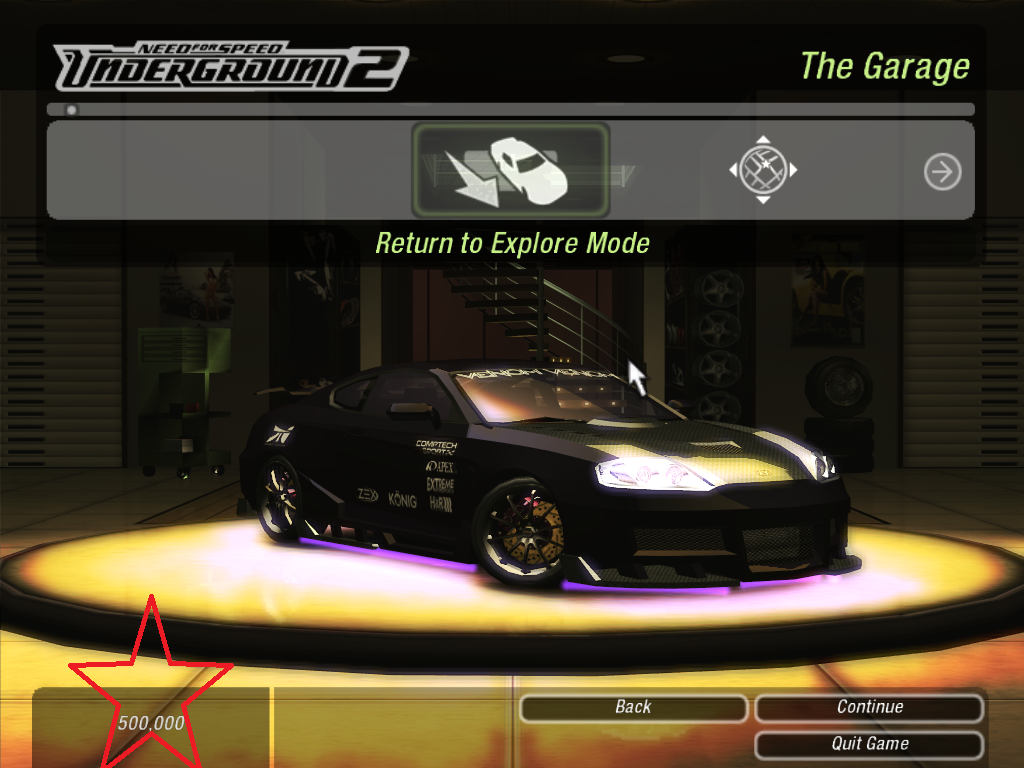 NEED FOR SPEED
UNDERGROUND 2
The Garage
Return to Explore Mode
VENOM VENOM
COMPTECH
SPORT
APEX
EXTREME
ZEX
KÖNIG
H&R
500,000
Back
Continue
Quit Game